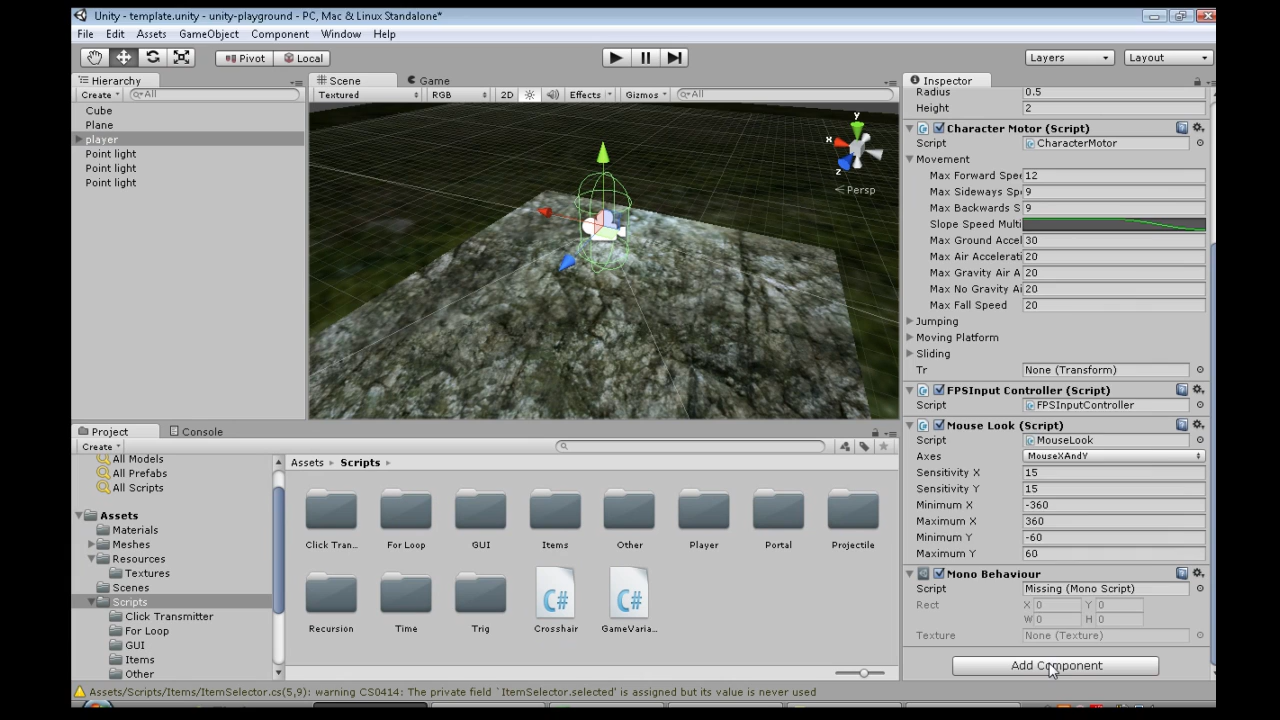 Unity - template.unity - unity-playground - PC, Mac & Linux Standalone*
File Edit Assets GameObject Component Window Help
Pivot Local Layers Layout
Hierarchy
Create All
Cube
Plane
player
Point light
Point light
Point light
Scene Game
Textured RGB 2D Effects Gizmos All
y
x
z
Persp
Inspector
Radius 0.5
Height 2
Character Motor (Script)
Script CharacterMotor
Movement
Max Forward Spee 12
Max Sideways Sp 9
Max Backwards S 9
Slope Speed Multi
Max Ground Accel 30
Max Air Accelerati 20
Max Gravity Air A 20
Max No Gravity Ai 20
Max Fall Speed 20
Jumping
Moving Platform
Sliding
Tr None (Transform)
FPSInput Controller (Script)
Script FPSInputController
Mouse Look (Script)
Script MouseLook
Axes MouseXAndY
Sensitivity X 15
Sensitivity Y 15
Minimum X -360
Maximum X 360
Minimum Y -60
Maximum Y 60
Mono Behaviour
Script Missing (Mono Script)
Rect X 0 Y 0
W 0 H 0
Texture None (Texture)
Add Component
Project Console
Create
All Models
All Prefabs
All Scripts
Assets
Materials
Meshes
Resources
Textures
Scenes
Scripts
Click Transmitter
For Loop
GUI
Items
Other
Assets Scripts
Click Tran... For Loop GUI Items Other Player Portal Projectile
C# C#
Recursion Time Trig Crosshair GameVaria...
Assets/Scripts/Items/ItemSelector.cs(5,9): warning CS0414: The private field `ItemSelector.selected' is assigned but its value is never used